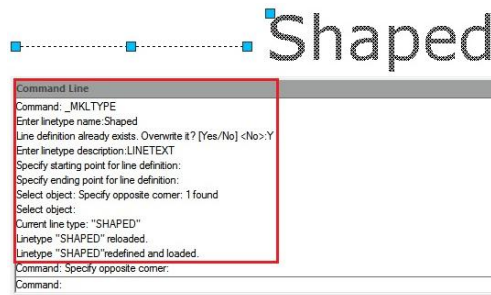 Shaped
Command Line
Command: _MKLTYPE
Enter linetype name:Shaped
Line definition already exists. Overwrite it? [Yes/No] <No>:Y
Enter linetype description:LINETEXT
Specify starting point for line definition:
Specify ending point for line definition:
Select object: Specify opposite corner: 1 found
Select object:
Current line type: "SHAPED"
Linetype "SHAPED" reloaded.
Linetype "SHAPED"redefined and loaded.
Command: Specify opposite corner:
Command: